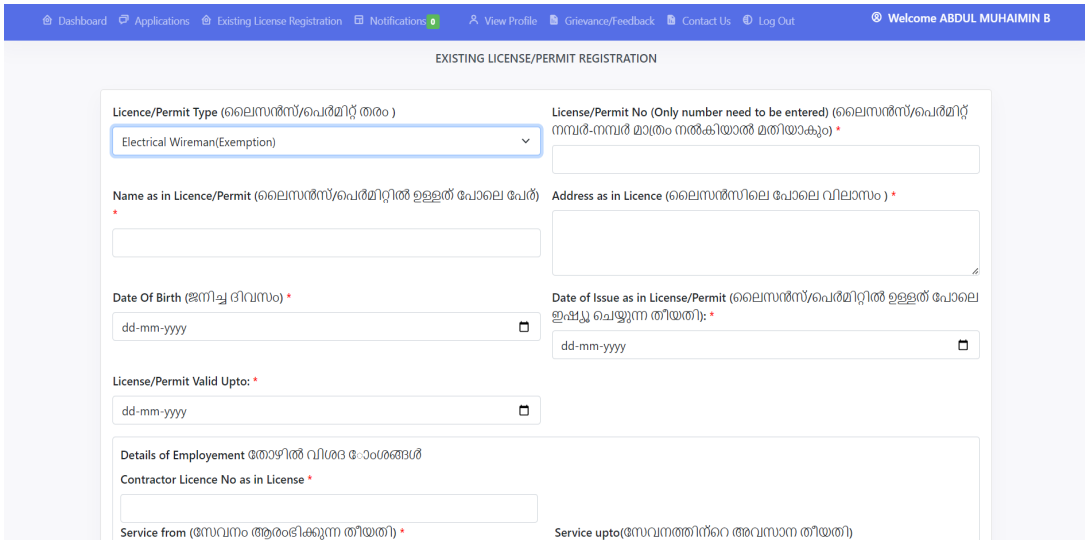 Dashboard Applications Existing License Registration Notifications 0 View Profile Grievance/Feedback Contact Us Log Out Welcome ABDUL MUHAIMIN B
EXISTING LICENSE/PERMIT REGISTRATION
Licence/Permit Type (ലൈസൻസ്/പെർമിറ്റ് തരം )
Electrical Wireman(Exemption)
License/Permit No (Only number need to be entered) (ലൈസൻസ്/പെർമിറ്റ്
നമ്പർ-നമ്പർ മാത്രം നൽകിയാൽ മതിയാകും) *
Name as in Licence/Permit (ലൈസൻസ്/പെർമിറ്റിൽ ഉള്ളത് പോലെ പേര്)
*
Address as in Licence (ലൈസൻസിലെ പോലെ വിലാസം ) *
Date Of Birth (ജനിച്ച ദിവസം) *
dd-mm-yyyy
Date of Issue as in License/Permit (ലൈസൻസ്/പെർമിറ്റിൽ ഉള്ളത് പോലെ
ഇഷ്യൂ ചെയ്യുന്ന തീയതി): *
dd-mm-yyyy
License/Permit Valid Upto: *
dd-mm-yyyy
Details of Employement തോഴിൽ വിശദ ോംശങ്ങൾ
Contractor Licence No as in License *
Service from (സേവനം ആരംഭിക്കുന്ന തീയതി) *
Service upto(സേവനത്തിൻറെ അവസാന തീയതി)